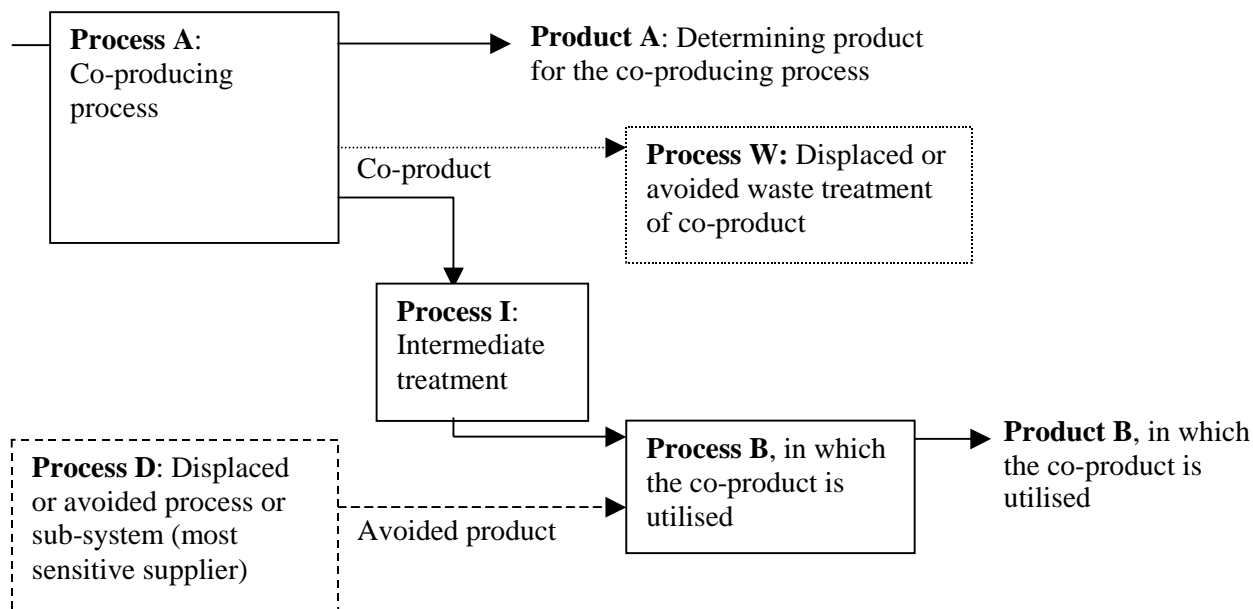 Process A:
Co-producing
process
Product A: Determining product
for the co-producing process
Co-product
Process W: Displaced or
avoided waste treatment
of co-product
Process I:
Intermediate
treatment
Process D: Displaced
or avoided process or
sub-system (most
sensitive supplier)
Avoided product
Process B, in which
the co-product is
utilised
Product B, in which
the co-product is
utilised